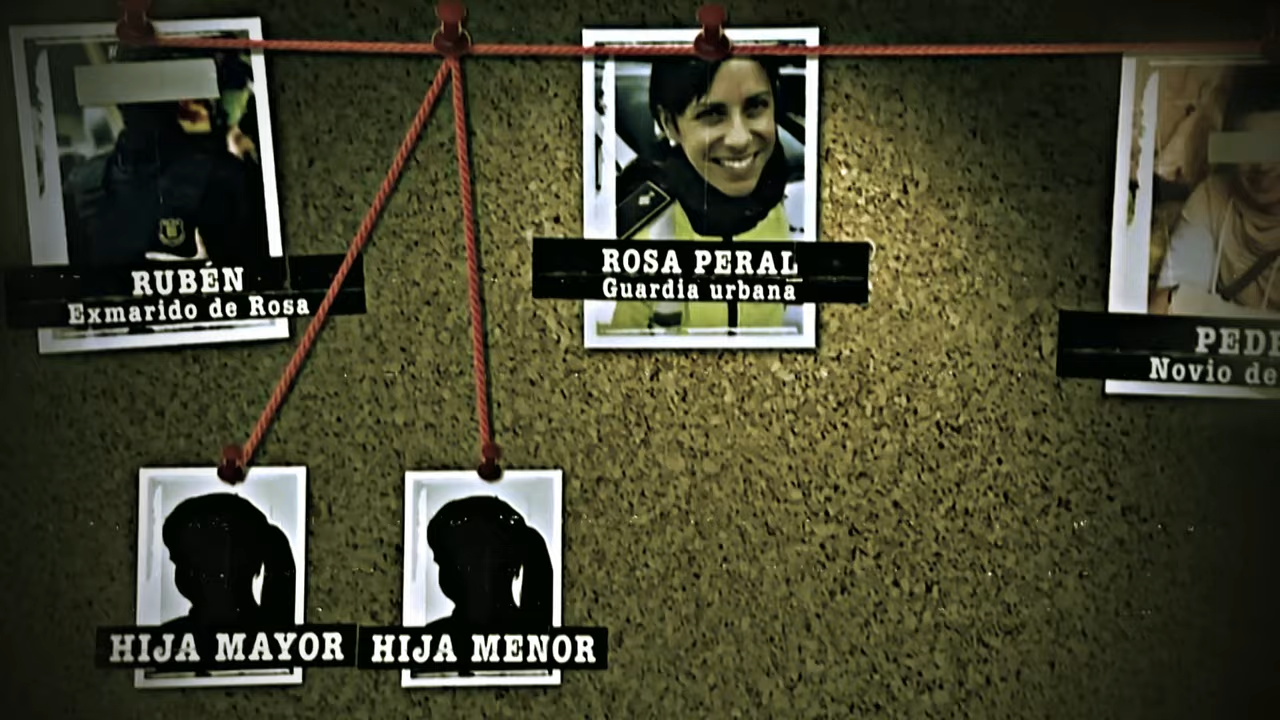 RUBÉN
Exmarido de Rosa
ROSA PERAL
Guardia urbana
Novio de
HIJA MAYOR
HIJA MENOR